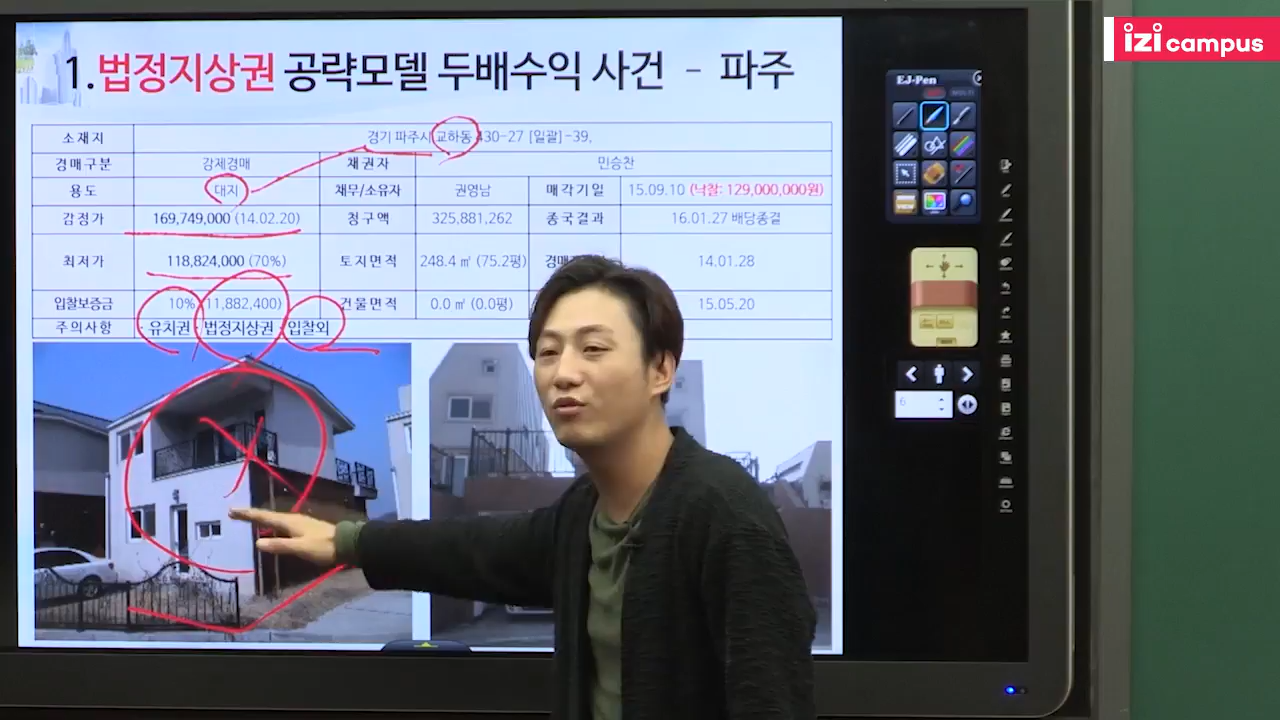 izi campus
1. 법정지상권 공략모델 두배수익 사건 - 파주
EJ-Pen
소재지 경기 파주시 교하동 430-27 [일괄] -39,
경매구분 강제경매 채권자 민승찬
용도 대지 채무/소유자 권영남 매각기일 15.09.10 (낙찰: 129,000,000원)
감정가 169,749,000 (14.02.20) 청구액 325,881,262 종국결과 16.01.27 배당종결
최저가 118,824,000 (70%) 토지면적 248.4 ㎡ (75.2평) 14.01.28
입찰보증금 10% (11,882,400) 건물면적 0.0 ㎡ (0.0평) 15.05.20
주의사항 · 유치권 · 법정지상권 · 입찰외
6